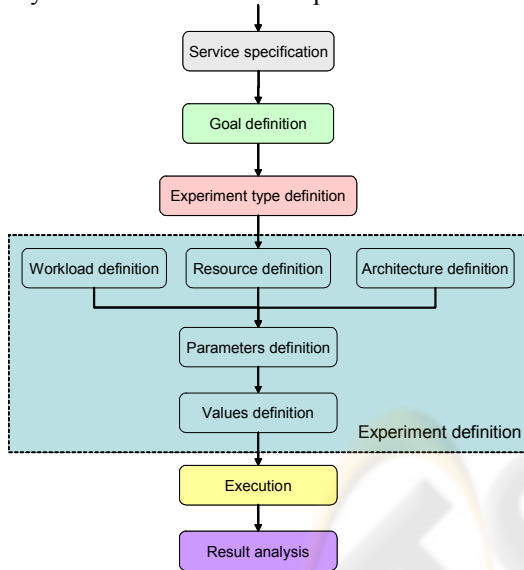 Service specification
Goal definition
Experiment type definition
Workload definition
Resource definition
Architecture definition
Parameters definition
Values definition
Experiment definition
Execution
Result analysis